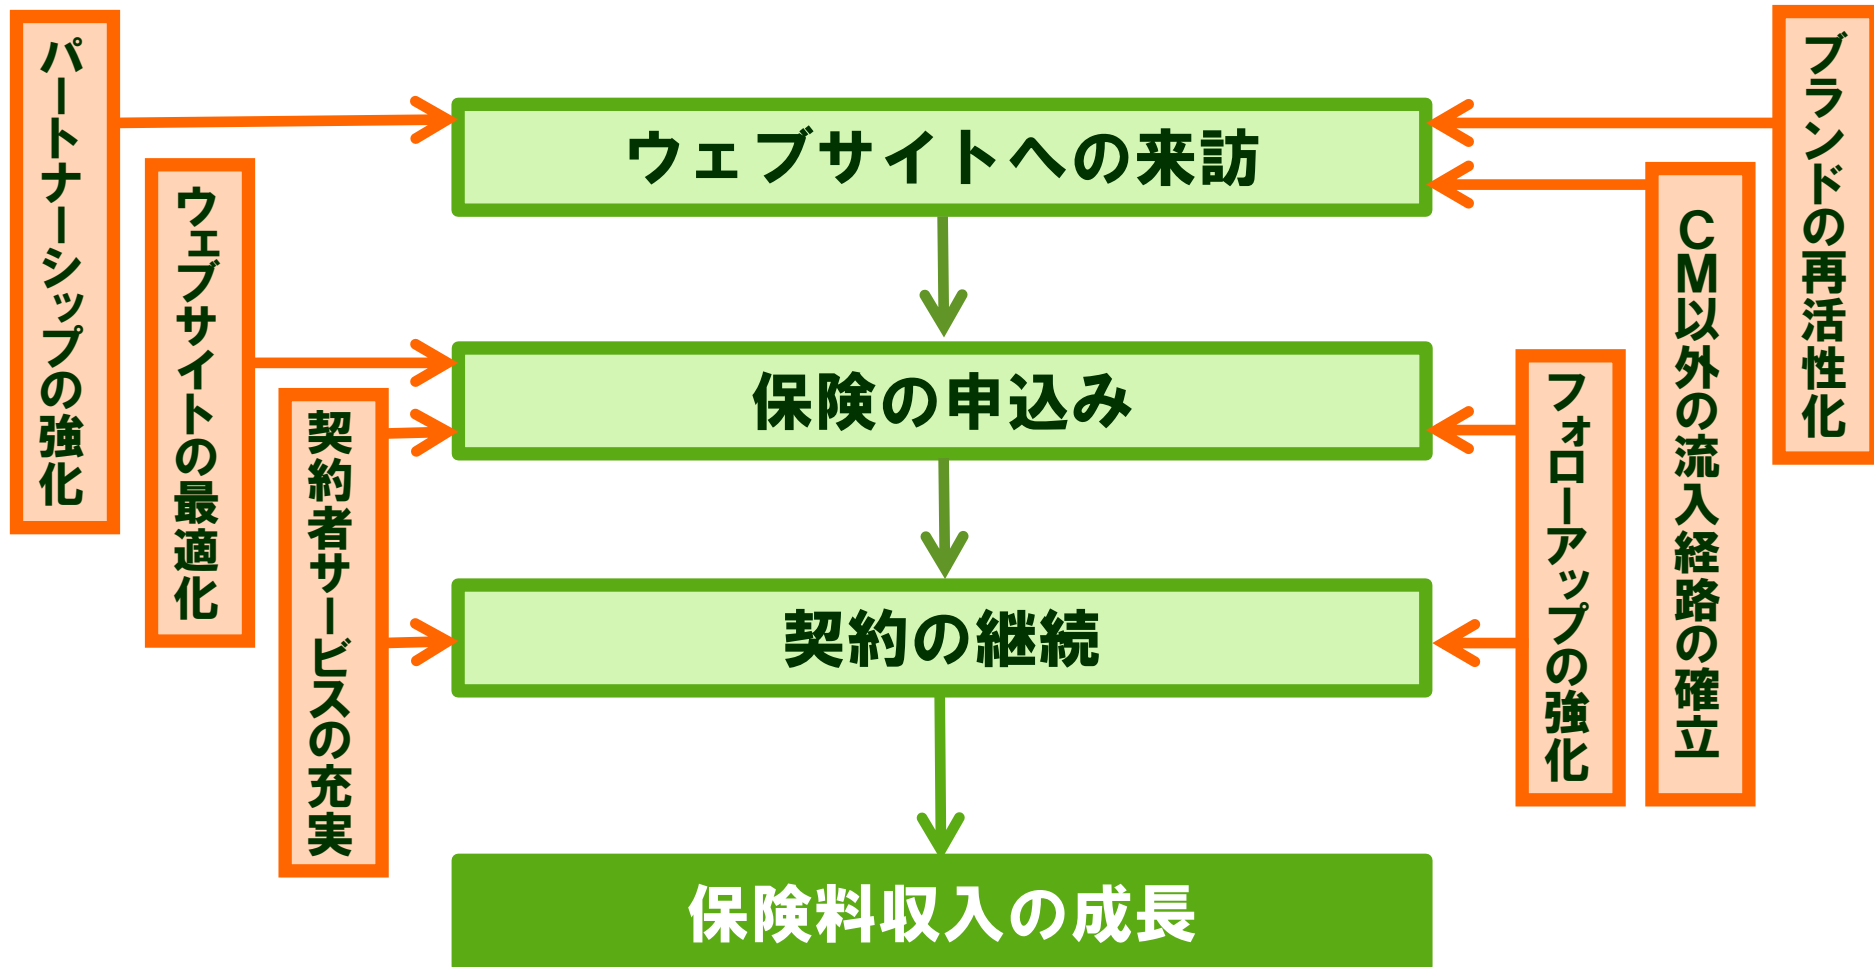 パートナーシップの強化
ウェブサイトの最適化
契約者サービスの充実
ウェブサイトへの来訪
保険の申込み
契約の継続
保険料収入の成長
フォローアップの強化
ＣＭ以外の流入経路の確立
ブランドの再活性化